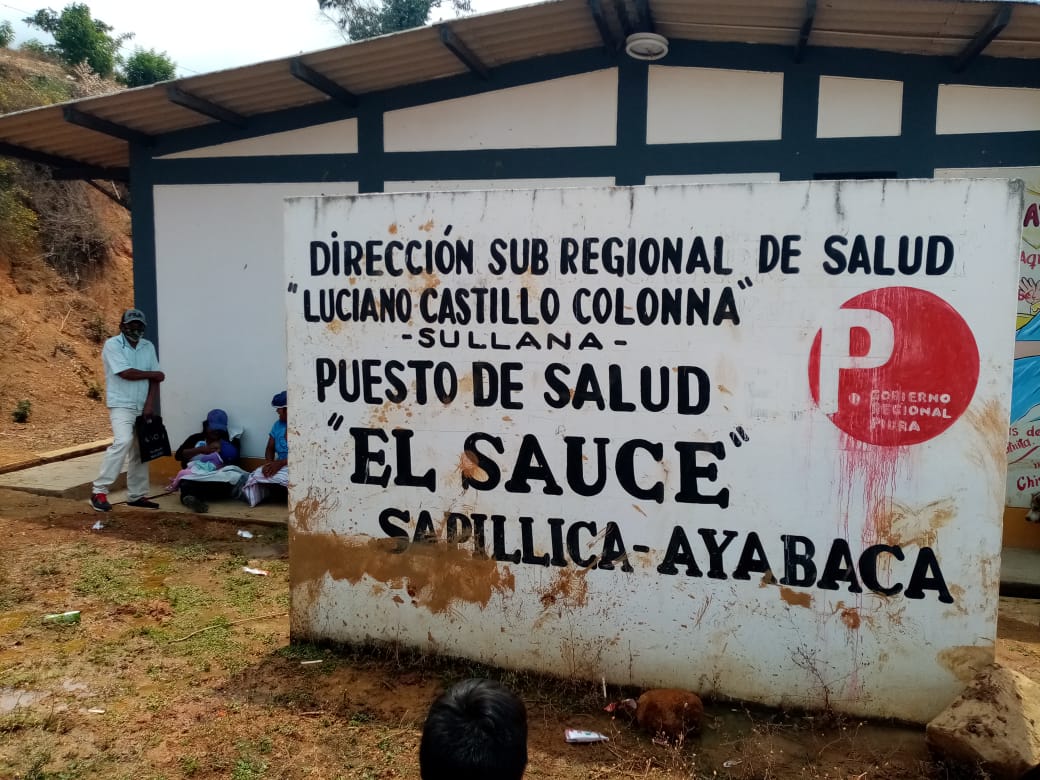 DIRECCIÓN SUB REGIONAL DE SALUD
"LUCIANO CASTILLO COLONNA"
-SULLANA-
PUESTO DE SALUD
"EL SAUCE"
SAPILLICA-AYABACA
P
GOBIERNO
REGIONAL
PIURA
FILA